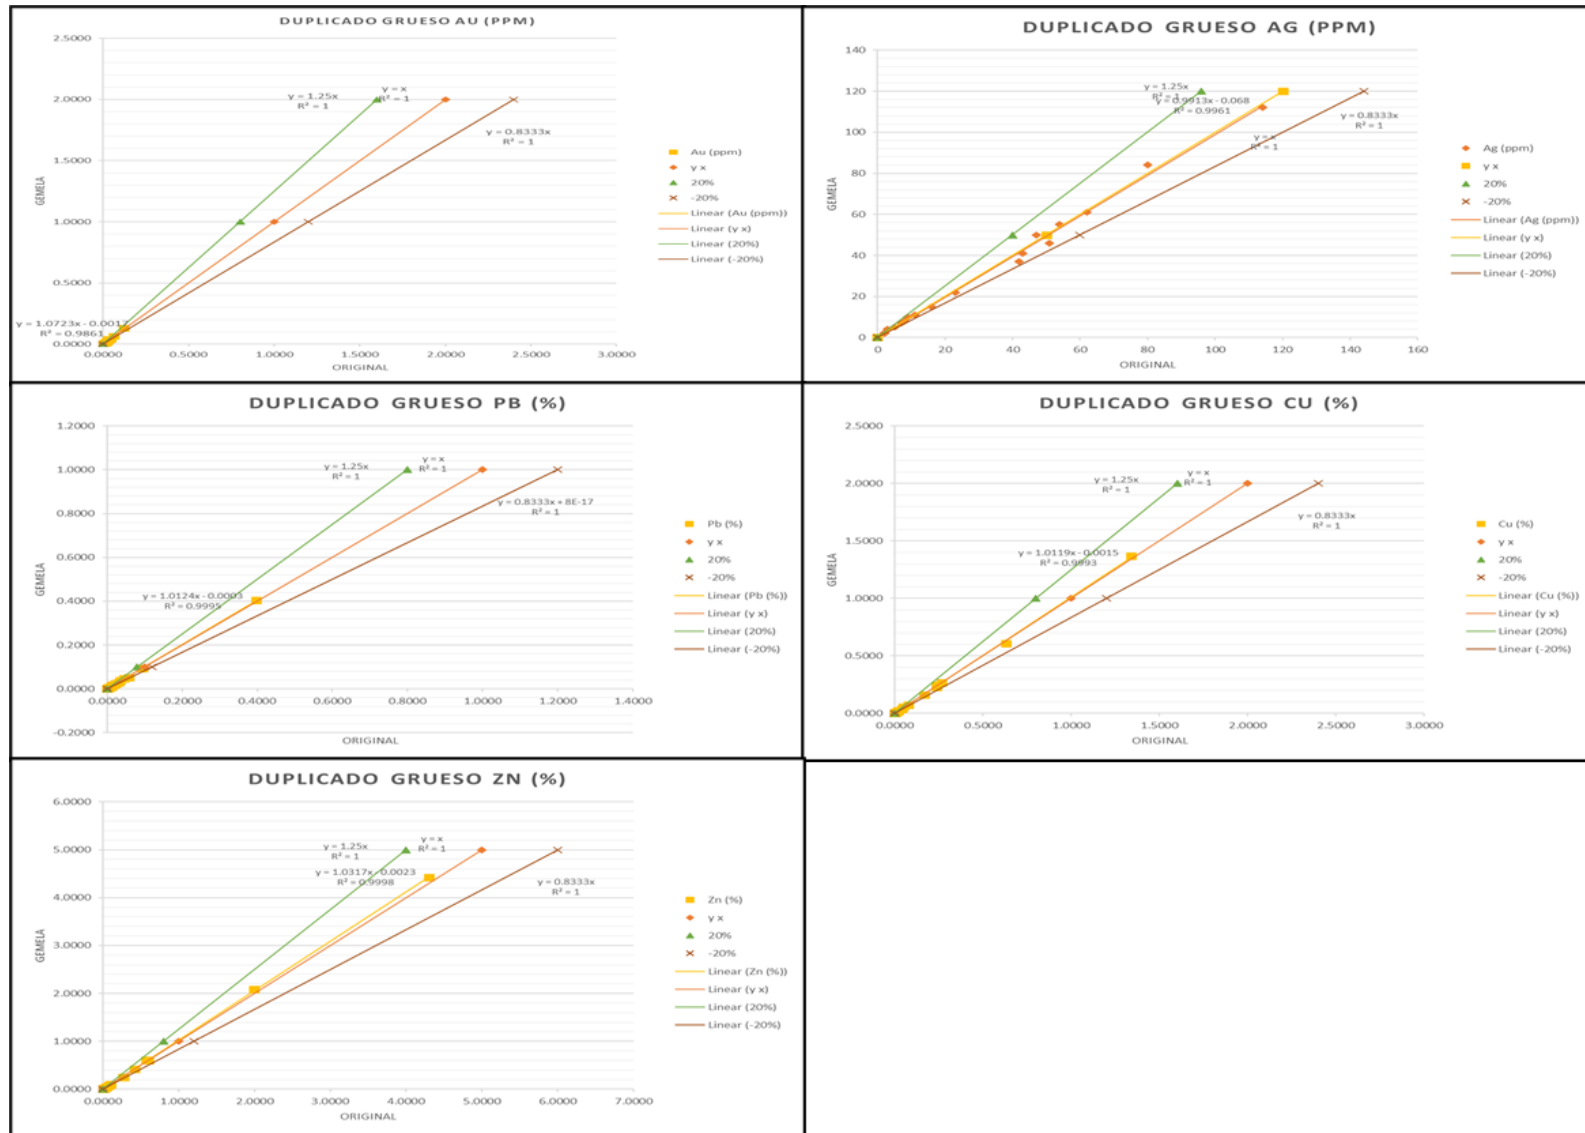 DUPLICADO GRUESO AU (PPM)
2.5000
2.0000
1.5000
1.0000
0.5000
0.0000
0.0000
0.5000
1.0000
1.5000
2.0000
2.5000
3.0000
GEMELA
ORIGINAL
y = 1.25x
R² = 1
y = x
R² = 1
y = 0.8333x
R² = 1
y = 1.0723x - 0.0017
R² = 0.9861
Au (ppm)
y x
20%
-20%
Linear (Au (ppm))
Linear (y x)
Linear (20%)
Linear (-20%)
DUPLICADO GRUESO AG (PPM)
140
120
100
80
60
40
20
0
0
20
40
60
80
100
120
140
160
GEMELA
ORIGINAL
y = 1.25x
R² = 1
y = 0.9913x - 0.068
R² = 0.9961
y = x
R² = 1
y = 0.8333x
R² = 1
Ag (ppm)
y x
20%
-20%
Linear (Ag (ppm))
Linear (y x)
Linear (20%)
Linear (-20%)
DUPLICADO GRUESO PB (%)
1.2000
1.0000
0.8000
0.6000
0.4000
0.2000
0.0000
-0.2000
0.0000
0.2000
0.4000
0.6000
0.8000
1.0000
1.2000
1.4000
GEMELA
ORIGINAL
y = 1.25x
R² = 1
y = x
R² = 1
y = 0.8333x + 8E-17
R² = 1
y = 1.0124x - 0.0003
R² = 0.9995
Pb (%)
y x
20%
-20%
Linear (Pb (%))
Linear (y x)
Linear (20%)
Linear (-20%)
DUPLICADO GRUESO CU (%)
2.5000
2.0000
1.5000
1.0000
0.5000
0.0000
0.0000
0.5000
1.0000
1.5000
2.0000
2.5000
3.0000
GEMELA
ORIGINAL
y = 1.25x
R² = 1
y = x
R² = 1
y = 0.8333x
R² = 1
y = 1.0119x - 0.0015
R² = 0.9993
Cu (%)
y x
20%
-20%
Linear (Cu (%))
Linear (y x)
Linear (20%)
Linear (-20%)
DUPLICADO GRUESO ZN (%)
6.0000
5.0000
4.0000
3.0000
2.0000
1.0000
0.0000
0.0000
1.0000
2.0000
3.0000
4.0000
5.0000
6.0000
7.0000
GEMELA
ORIGINAL
y = 1.25x
R² = 1
y = x
R² = 1
y = 1.0317x - 0.0023
R² = 0.9998
y = 0.8333x
R² = 1
Zn (%)
y x
20%
-20%
Linear (Zn (%))
Linear (y x)
Linear (20%)
Linear (-20%)